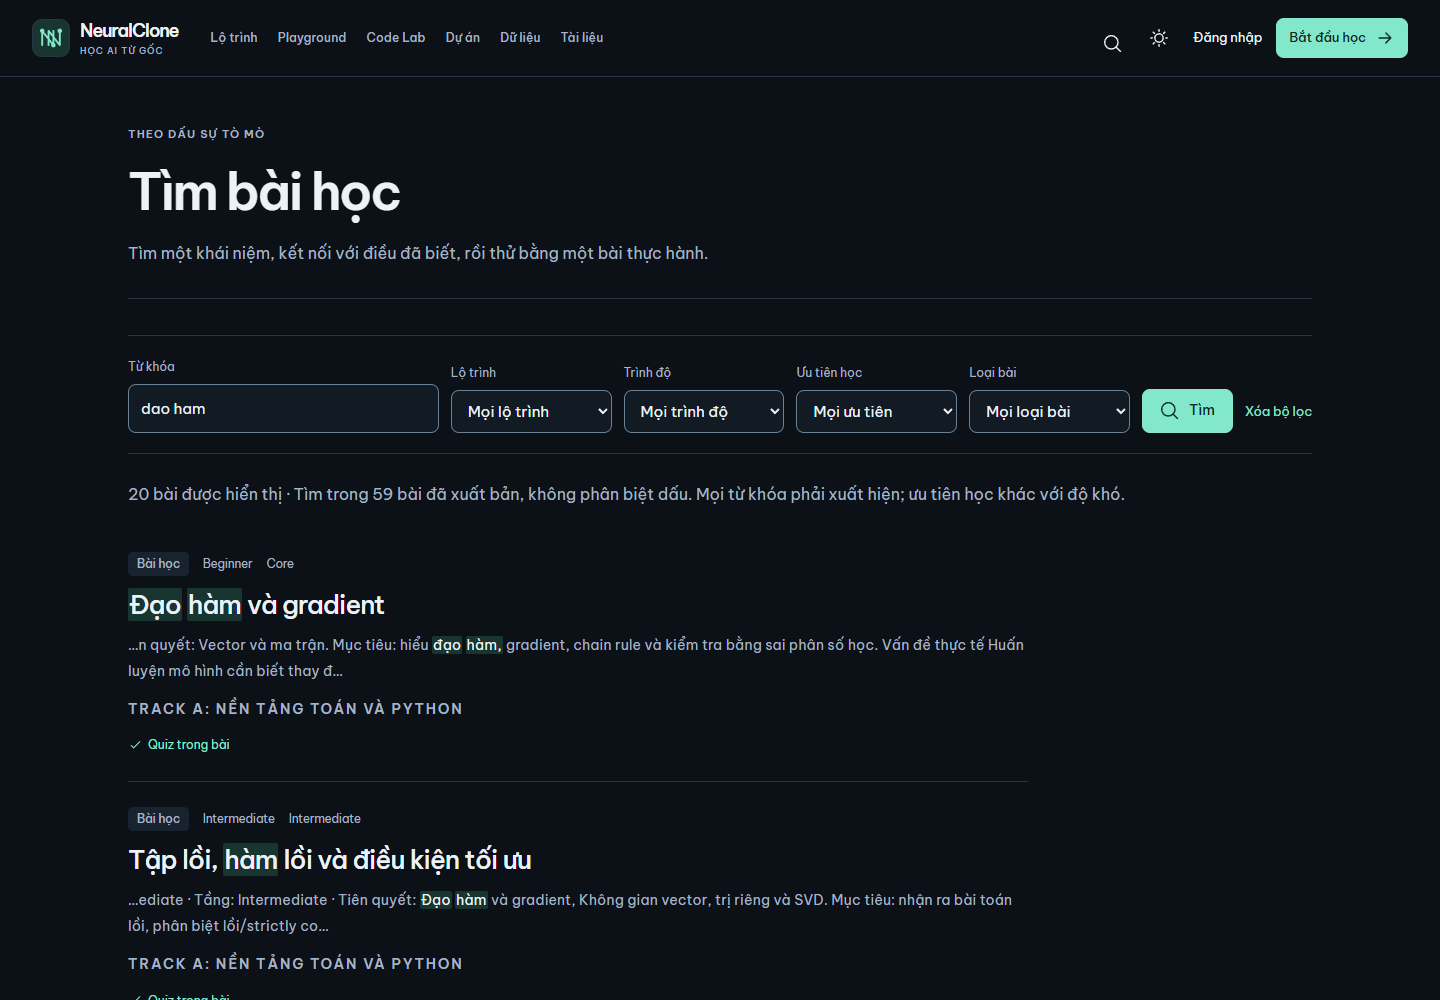 NeuralClone
HỌC AI TỪ GỐC
Lộ trình
Playground
Code Lab
Dự án
Dữ liệu
Tài liệu
Đăng nhập
Bắt đầu học
THEO DẤU SỰ TÒ MÒ
Tìm bài học
Tìm một khái niệm, kết nối với điều đã biết, rồi thử bằng một bài thực hành.
Từ khóa
Lộ trình
Trình độ
Ưu tiên học
Loại bài
dao ham
Mọi lộ trình
Mọi trình độ
Mọi ưu tiên
Mọi loại bài
Tìm
Xóa bộ lọc
20 bài được hiển thị · Tìm trong 59 bài đã xuất bản, không phân biệt dấu. Mọi từ khóa phải xuất hiện; ưu tiên học khác với độ khó.
Bài học Beginner Core
Đạo hàm và gradient
...n quyết: Vector và ma trận. Mục tiêu: hiểu đạo hàm, gradient, chain rule và kiểm tra bằng sai phân số học. Vấn đề thực tế Huấn
luyện mô hình cần biết thay đ...
TRACK A: NỀN TẢNG TOÁN VÀ PYTHON
Quiz trong bài
Bài học Intermediate Intermediate
Tập lồi, hàm lồi và điều kiện tối ưu
...ediate · Tầng: Intermediate · Tiên quyết: Đạo hàm và gradient, Không gian vector, trị riêng và SVD. Mục tiêu: nhận ra bài toán
lồi, phân biệt lồi/strictly co...
TRACK A: NỀN TẢNG TOÁN VÀ PYTHON
Quiz trong bài